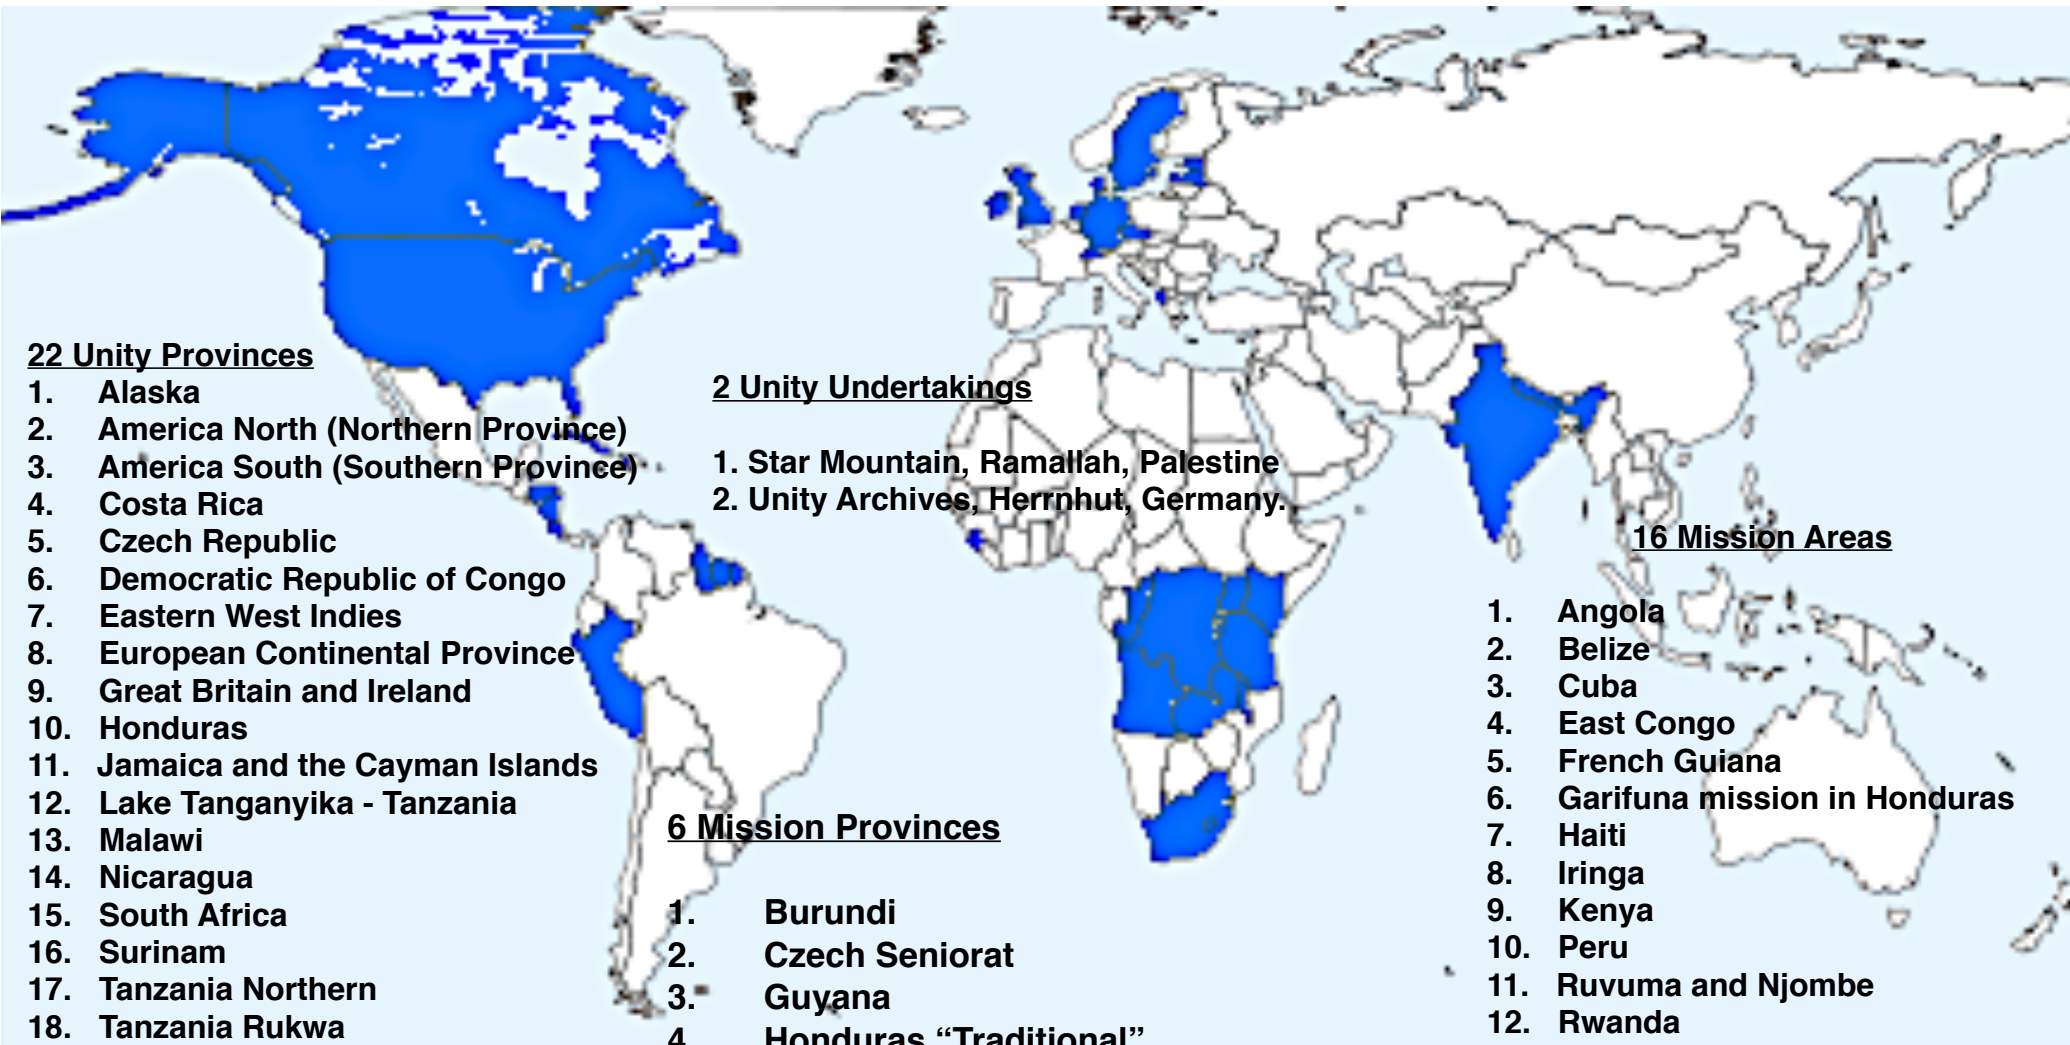 22 Unity Provinces
1. Alaska
2. America North (Northern Province)
3. America South (Southern Province)
4. Costa Rica
5. Czech Republic
6. Democratic Republic of Congo
7. Eastern West Indies
8. European Continental Province
9. Great Britain and Ireland
10. Honduras
11. Jamaica and the Cayman Islands
12. Lake Tanganyika - Tanzania
13. Malawi
14. Nicaragua
15. South Africa
16. Surinam
17. Tanzania Northern
18. Tanzania Rukwa
2 Unity Undertakings
1. Star Mountain, Ramallah, Palestine
2. Unity Archives, Herrnhut, Germany.
6 Mission Provinces
1. Burundi
2. Czech Seniorat
3. Guyana
4. Honduras “Traditional”
16 Mission Areas
1. Angola
2. Belize
3. Cuba
4. East Congo
5. French Guiana
6. Garifuna mission in Honduras
7. Haiti
8. Iringa
9. Kenya
10. Peru
11. Ruvuma and Njombe
12. Rwanda